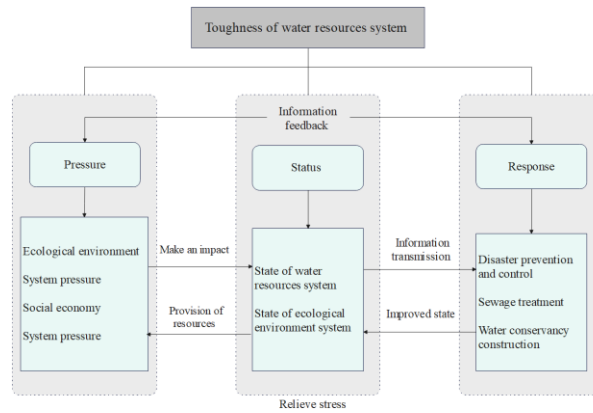 Toughness of water resources system
Information
feedback
Pressure
Status
Response
Ecological environment
System pressure
Social economy
System pressure
Make an impact
Provision of
resources
State of water
resources system
State of ecological
environment system
Information
transmission
Improved state
Disaster prevention
and control
Sewage treatment
Water conservancy
construction
Relieve stress